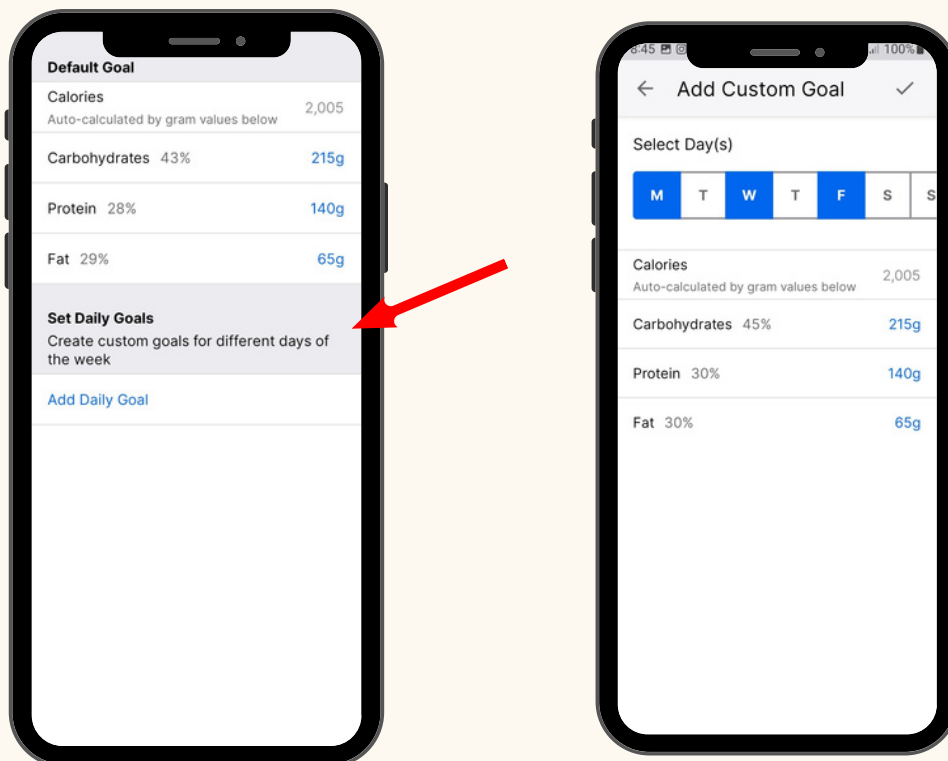 Default Goal
Calories
2,005
Auto-calculated by gram values below
Carbohydrates 43% 215g
Protein 28% 140g
Fat 29% 65g
Set Daily Goals
Create custom goals for different days of
the week
Add Daily Goal
8:45 100%
Add Custom Goal
Select Day(s)
M T W T F S S
Calories
2,005
Auto-calculated by gram values below
Carbohydrates 45% 215g
Protein 30% 140g
Fat 30% 65g